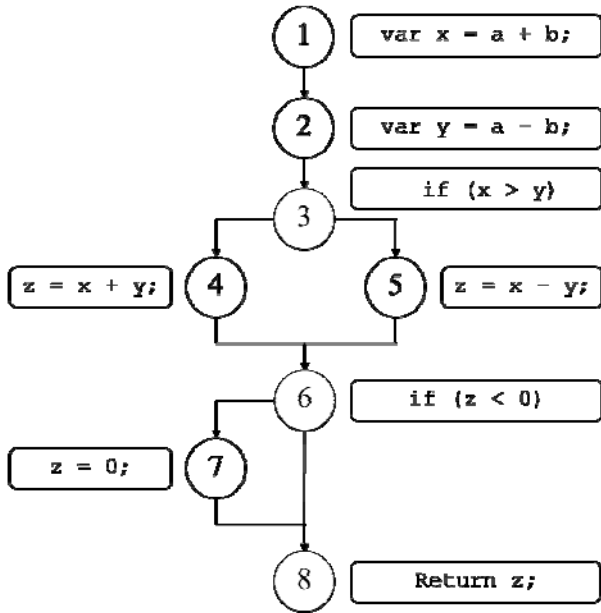 1 var x = a + b;
2 var y = a - b;
if (x > y)
3
z = x + y; 4 5 z = x - y;
6 if (z < 0)
z = 0; 7
8 Return z;